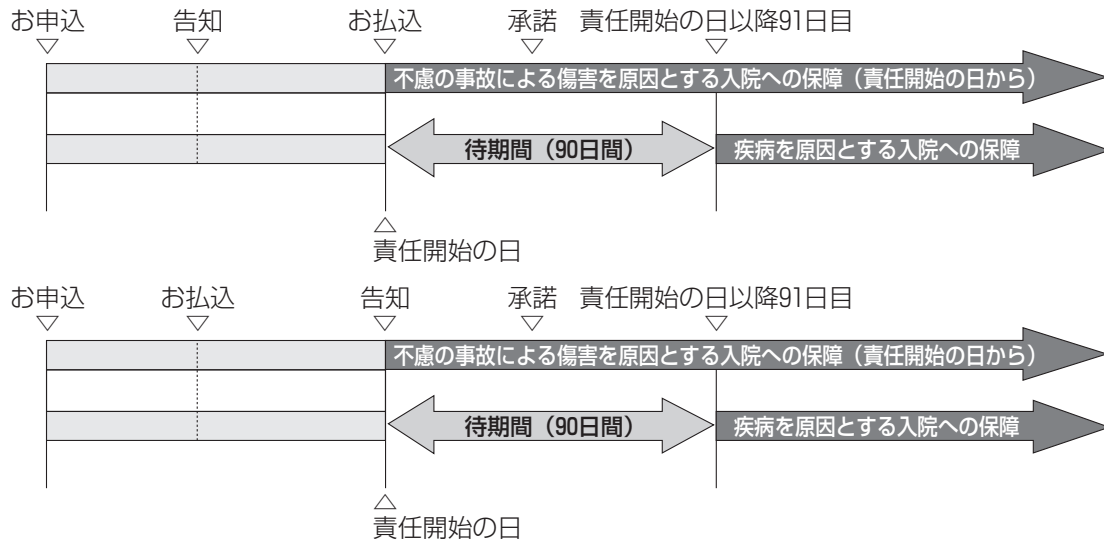 お申込 告知 お払込 承諾 責任開始の日以降91日目
不慮の事故による傷害を原因とする入院への保障（責任開始の日から）
待期間（90日間） 疾病を原因とする入院への保障
責任開始の日
お申込 お払込 告知 承諾 責任開始の日以降91日目
不慮の事故による傷害を原因とする入院への保障（責任開始の日から）
待期間（90日間） 疾病を原因とする入院への保障
責任開始の日